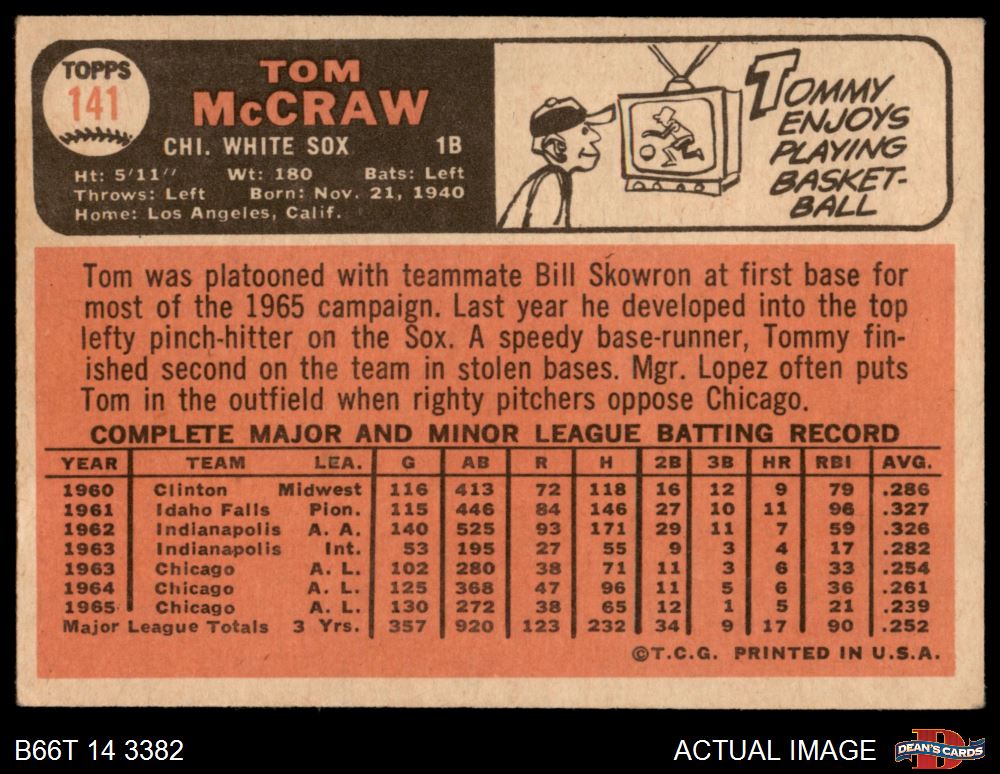 TOPPS
141
TOM
McCRAW
CHI. WHITE SOX 1B
Ht: 5'11" Wt: 180 Bats: Left
Throws: Left Born: Nov. 21, 1940
Home: Los Angeles, Calif.
TOMMY
ENJOYS
PLAYING
BASKET-
BALL
Tom was platooned with teammate Bill Skowron at first base for
most of the 1965 campaign. Last year he developed into the top
lefty pinch-hitter on the Sox. A speedy base-runner, Tommy fin-
ished second on the team in stolen bases. Mgr. Lopez often puts
Tom in the outfield when righty pitchers oppose Chicago.
COMPLETE MAJOR AND MINOR LEAGUE BATTING RECORD
YEAR TEAM LEA. G AB R H 2B 3B HR RBI AVG.
1960 Clinton Midwest 116 413 72 118 16 12 9 79 .286
1961 Idaho Falls Pion. 115 446 84 146 27 10 11 96 .327
1962 Indianapolis A. A. 140 525 93 171 29 11 7 59 .326
1963 Indianapolis Int. 53 195 27 55 9 3 4 17 .282
1963 Chicago A. L. 102 280 38 71 11 3 6 33 .254
1964 Chicago A. L. 125 368 47 96 11 5 6 36 .261
1965 Chicago A. L. 130 272 38 65 12 1 5 21 .239
Major League Totals 3 Yrs. 357 920 123 232 34 9 17 90 .252
©T.C.G. PRINTED IN U.S.A.
B66T 14 3382
ACTUAL IMAGE
DEAN'S CARDS